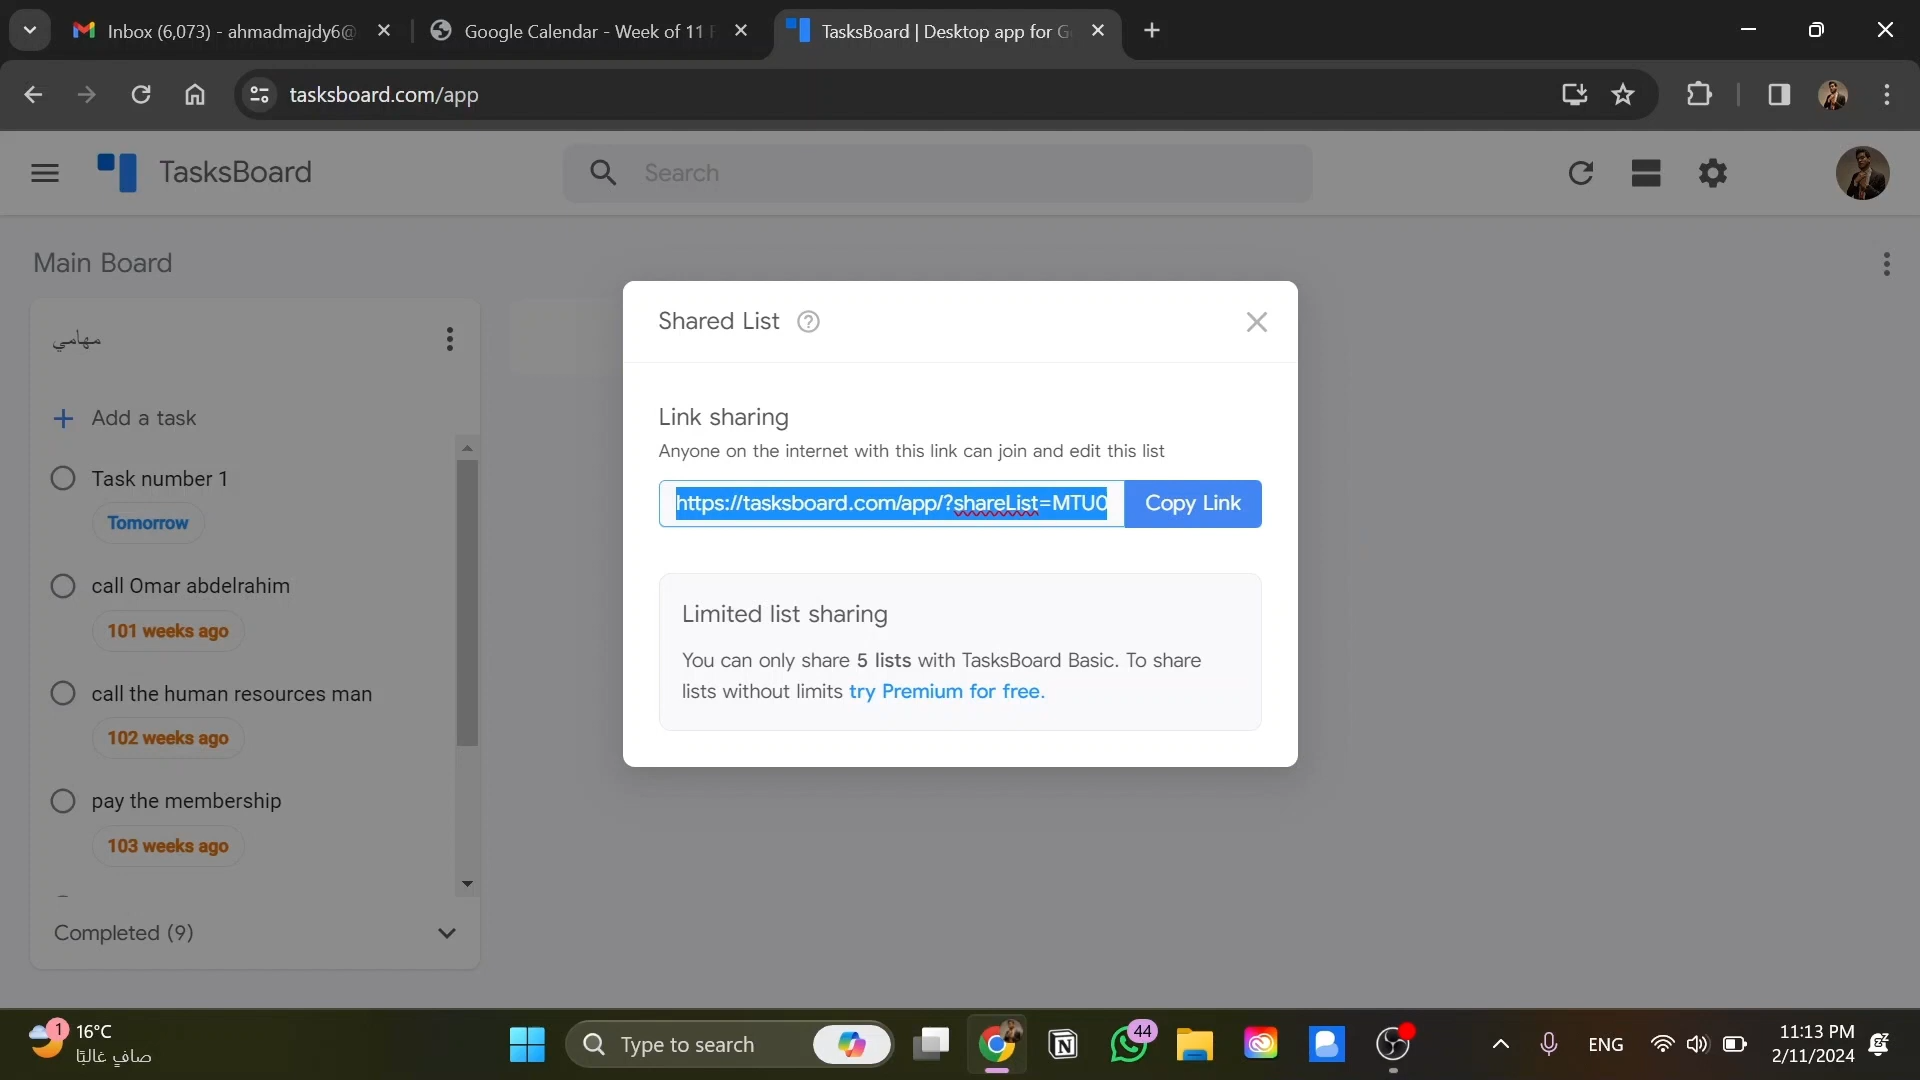 Inbox (6,073) - ahmadmajdy6@
Google Calendar - Week of 11 F
TasksBoard | Desktop app for G
tasksboard.com/app
TasksBoard
Search
Main Board
مهامي
Add a task
Task number 1
Tomorrow
call Omar abdelrahim
101 weeks ago
call the human resources man
102 weeks ago
pay the membership
103 weeks ago
Completed (9)
Shared List
Link sharing
Anyone on the internet with this link can join and edit this list
https://tasksboard.com/app/?shareList=MTU0
Copy Link
Limited list sharing
You can only share 5 lists with TasksBoard Basic. To share
lists without limits try Premium for free.
1
16°C
صافٍ غالبًا
Type to search
44
ENG
11:13 PM
2/11/2024